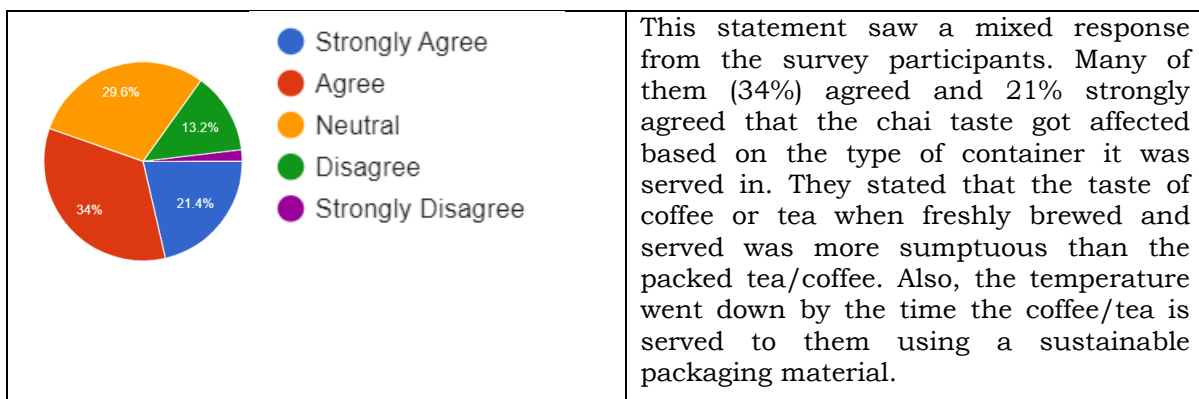 29.6%
13.2%
34%
21.4%
Strongly Agree
Agree
Neutral
Disagree
Strongly Disagree
This statement saw a mixed response
from the survey participants. Many of
them (34%) agreed and 21% strongly
agreed that the chai taste got affected
based on the type of container it was
served in. They stated that the taste of
coffee or tea when freshly brewed and
served was more sumptuous than the
packed tea/coffee. Also, the temperature
went down by the time the coffee/tea is
served to them using a sustainable
packaging material.